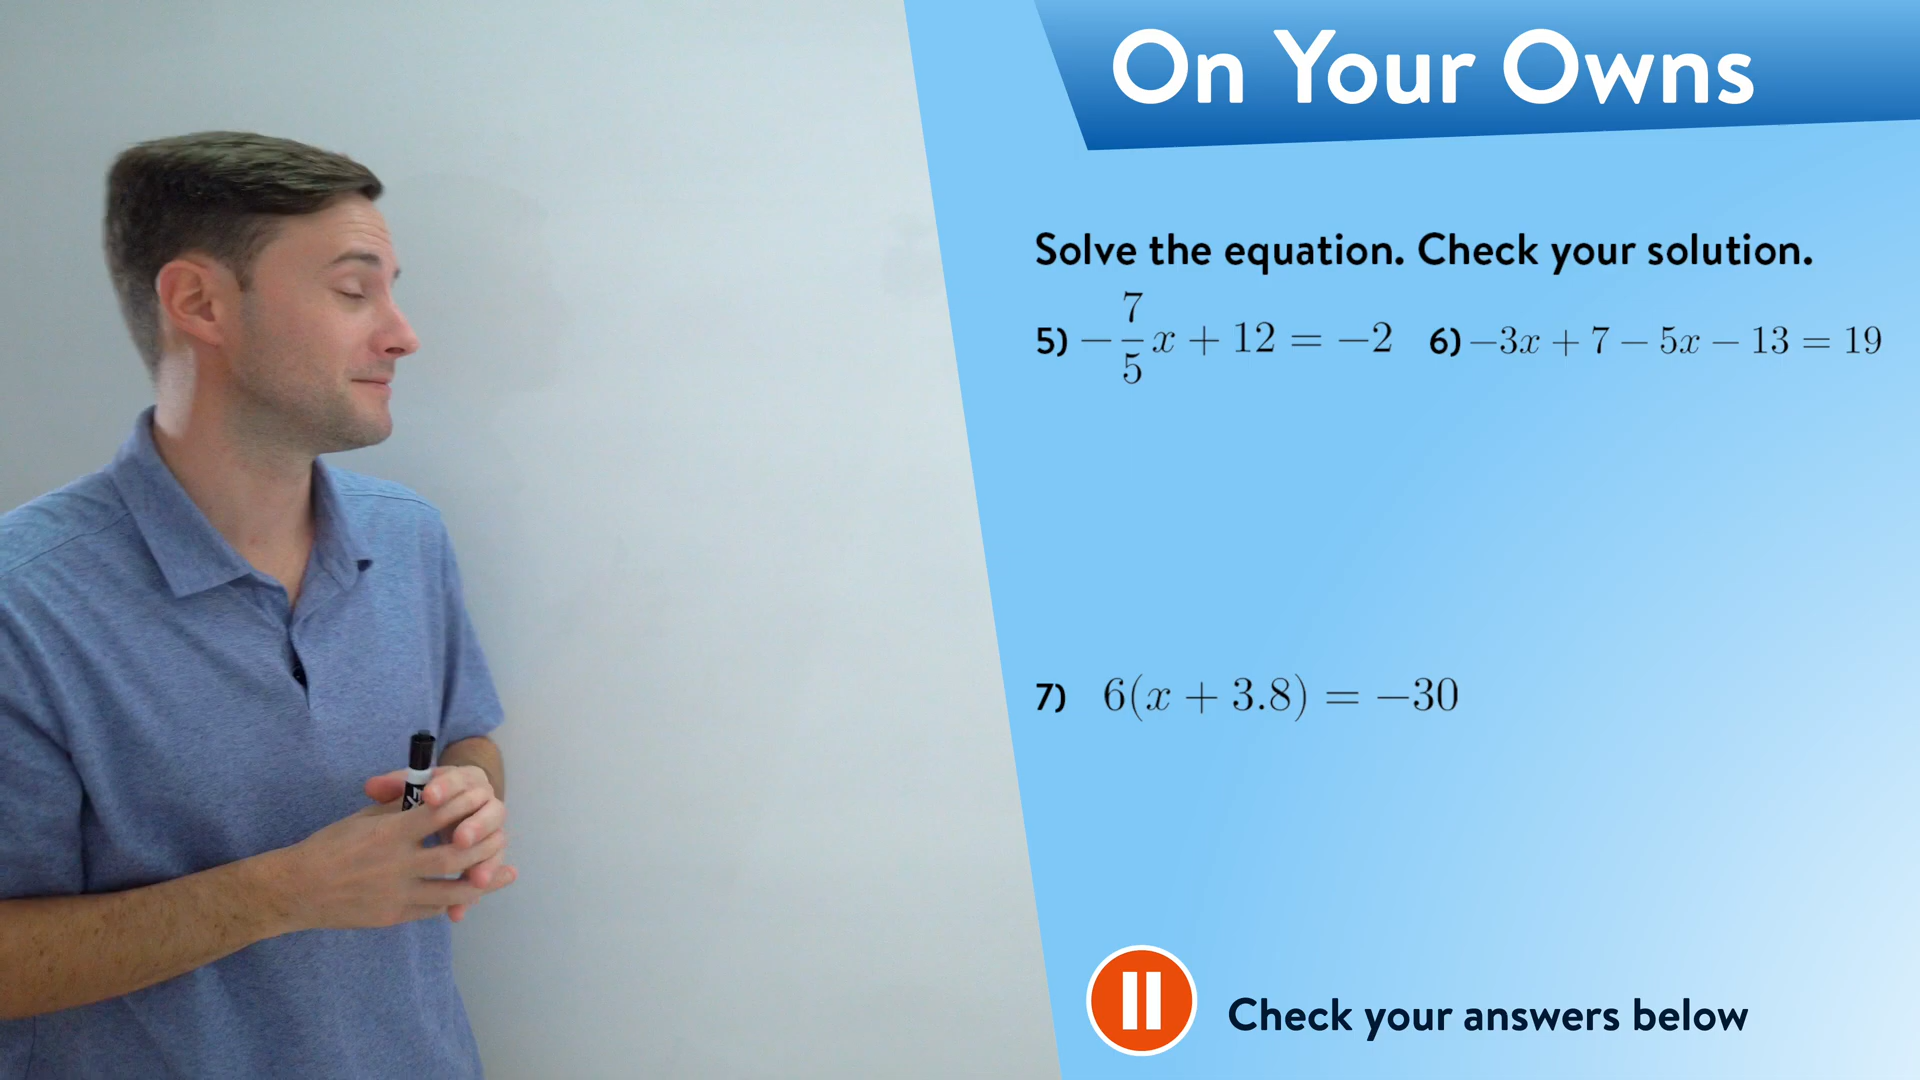 On Your Owns
Solve the equation. Check your solution.
5) −7/5x + 12 = −2 6) −3x + 7 − 5x − 13 = 19
7) 6(x + 3.8) = −30
Check your answers below